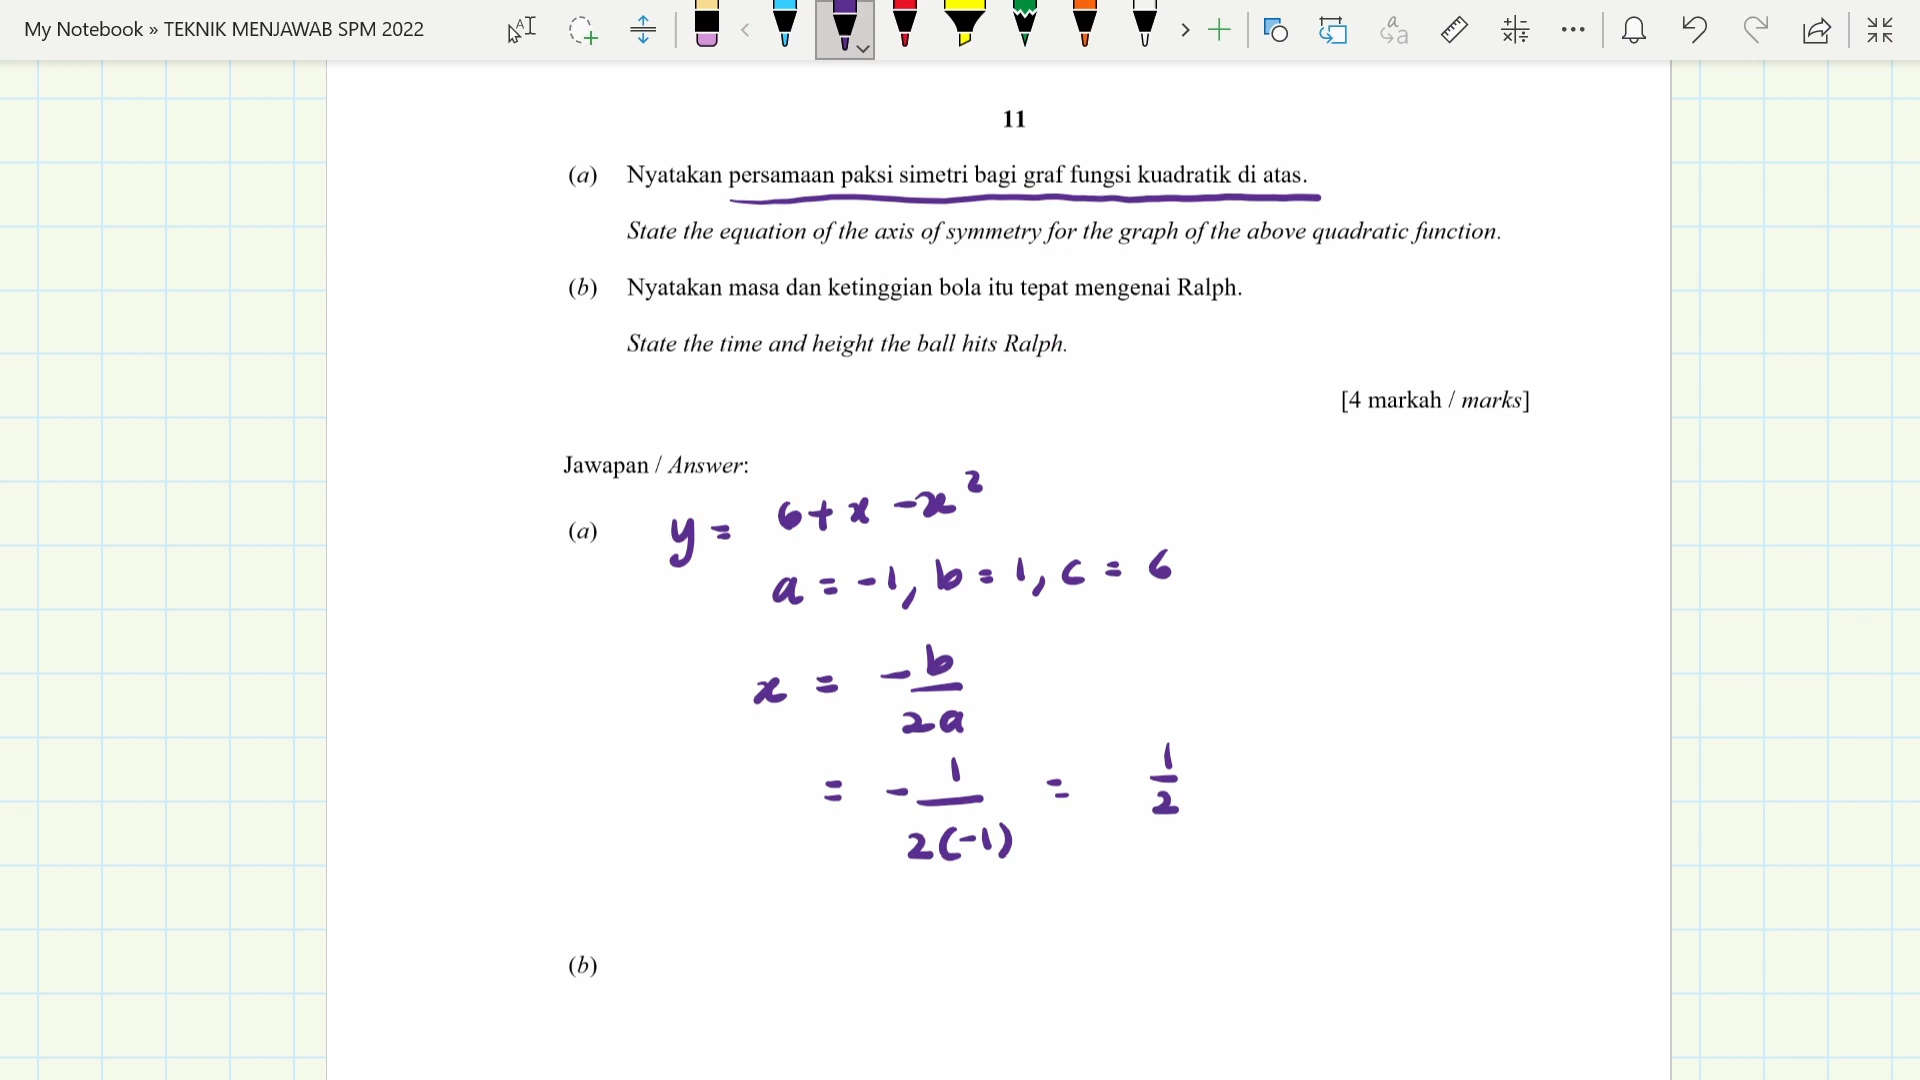 My Notebook » TEKNIK MENJAWAB SPM 2022
11
(a) Nyatakan persamaan paksi simetri bagi graf fungsi kuadratik di atas.
State the equation of the axis of symmetry for the graph of the above quadratic function.
(b) Nyatakan masa dan ketinggian bola itu tepat mengenai Ralph.
State the time and height the ball hits Ralph.
[4 markah / marks]
Jawapan / Answer:
(a) y = 6 + x - x²
a = -1, b = 1, c = 6
x = -b/2a
= -1/2(-1) = 1/2
(b)